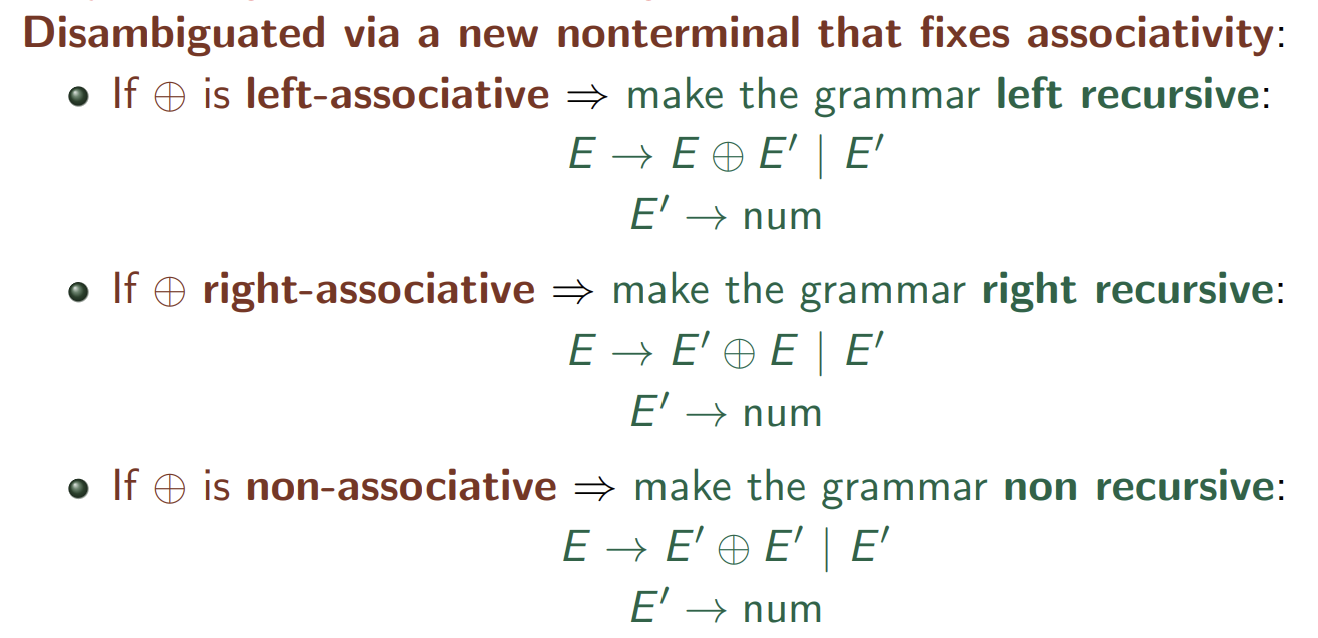 Disambiguated via a new nonterminal that fixes associativity:
• If ⊕ is left-associative ⇒ make the grammar left recursive:
E → E ⊕ E′ | E′
E′ → num
• If ⊕ right-associative ⇒ make the grammar right recursive:
E → E′ ⊕ E | E′
E′ → num
• If ⊕ is non-associative ⇒ make the grammar non recursive:
E → E′ ⊕ E′ | E′
E′ → num